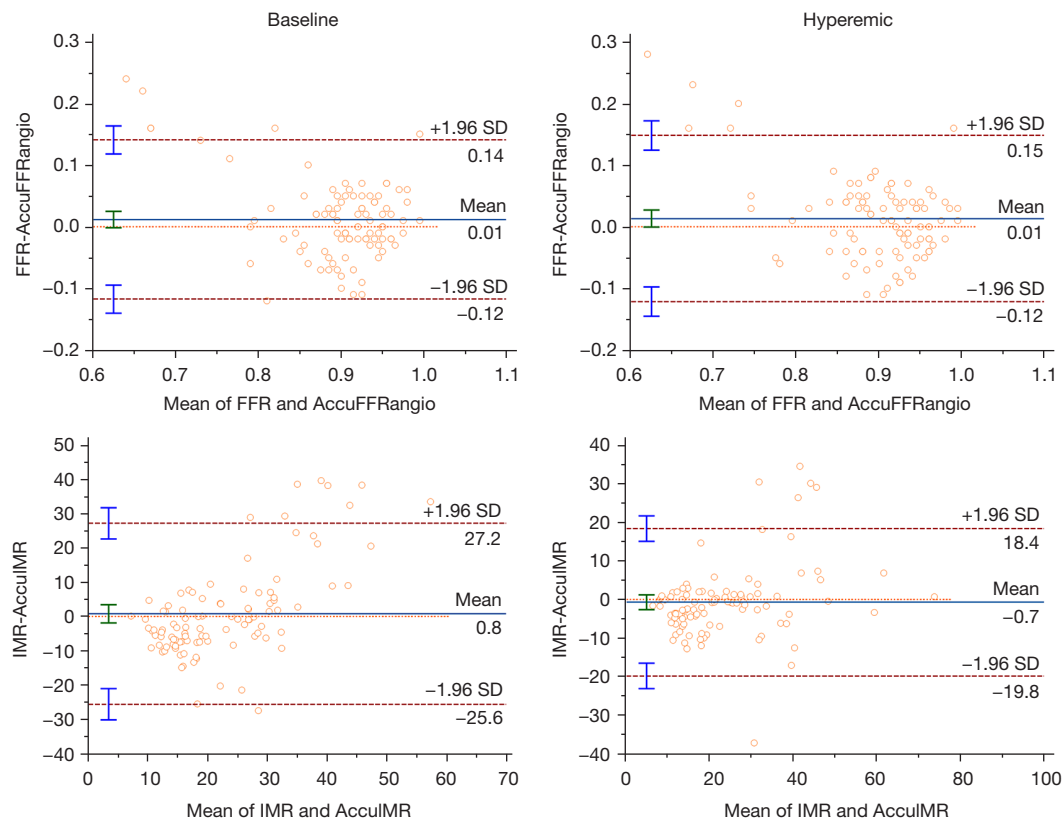 Baseline
0.3
0.2
0.1
0.0
−0.1
−0.2
FFR-AccuFFRangio
+1.96 SD
0.14
Mean
0.01
−1.96 SD
−0.12
0.6 0.7 0.8 0.9 1.0 1.1
Mean of FFR and AccuFFRangio
Hyperemic
0.3
0.2
0.1
0.0
−0.1
−0.2
FFR-AccuFFRangio
+1.96 SD
0.15
Mean
0.01
−1.96 SD
−0.12
0.6 0.7 0.8 0.9 1.0 1.1
Mean of FFR and AccuFFRangio
50
40
30
20
10
0
−10
−20
−30
−40
IMR-AccuIMR
+1.96 SD
27.2
Mean
0.8
−1.96 SD
−25.6
0 10 20 30 40 50 60 70
Mean of IMR and AccuIMR
40
30
20
10
0
−10
−20
−30
−40
IMR-AccuIMR
+1.96 SD
18.4
Mean
−0.7
−1.96 SD
−19.8
0 20 40 60 80 100
Mean of IMR and AccuIMR